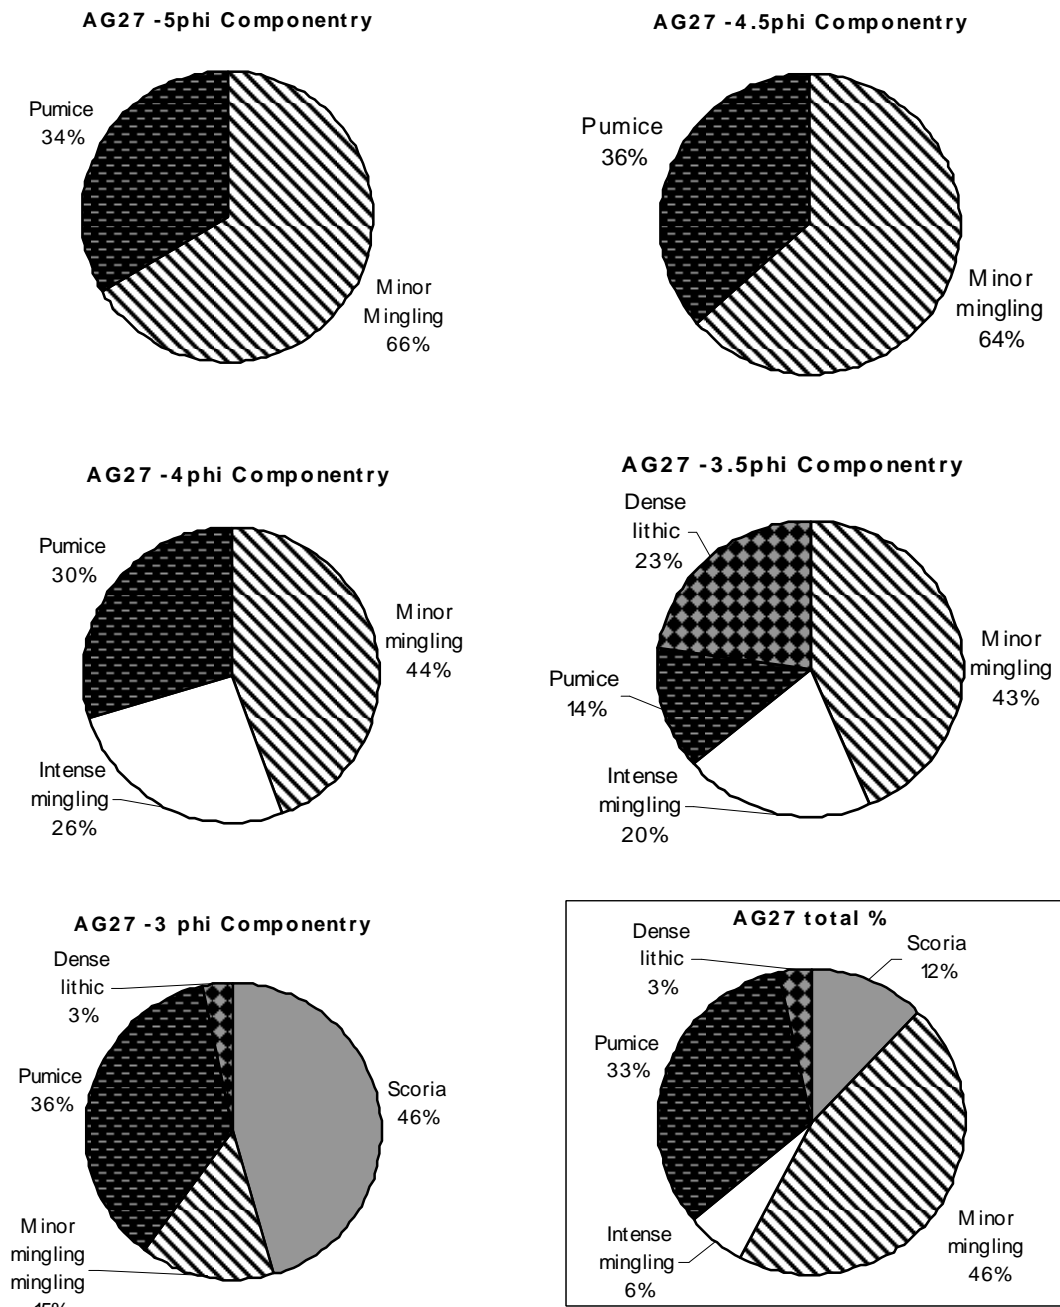 AG27 -5phi Componentry
Pumice
34%
Minor
Mingling
66%
AG27 -4.5phi Componentry
Pumice
36%
Minor
mingling
64%
AG27 -4phi Componentry
Pumice
30%
Minor
mingling
44%
Intense
mingling
26%
AG27 -3.5phi Componentry
Dense
lithic
23%
Pumice
14%
Minor
mingling
43%
Intense
mingling
20%
AG27 -3 phi Componentry
Dense
lithic
3%
Pumice
36%
Scoria
46%
Minor
mingling
mingling
AG27 total %
Dense
lithic
3%
Scoria
12%
Pumice
33%
Intense
mingling
6%
Minor
mingling
46%